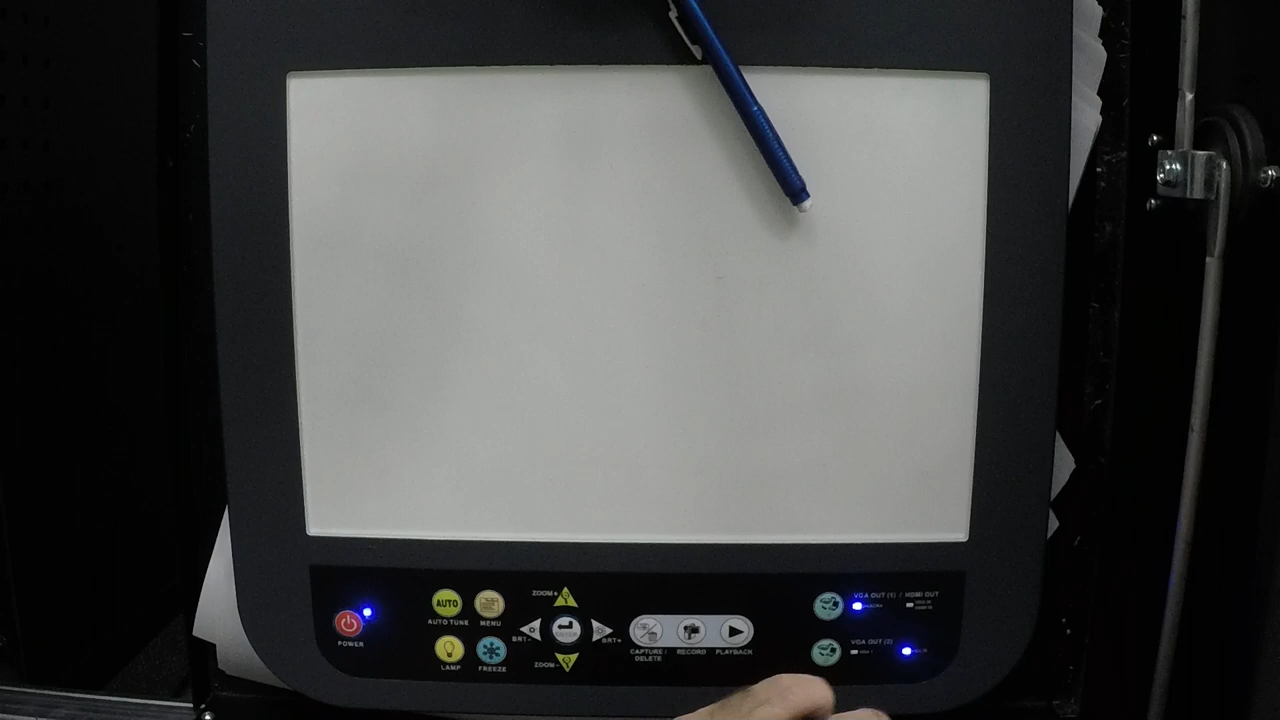 POWER
AUTO
AUTO TUNE
MENU
LAMP
FREEZE
ZOOM+
BRT-
ENTER
BRT+
ZOOM-
CAPTURE /
DELETE
RECORD
PLAYBACK
VGA OUT (1) / HDMI OUT
VGA OUT (2)